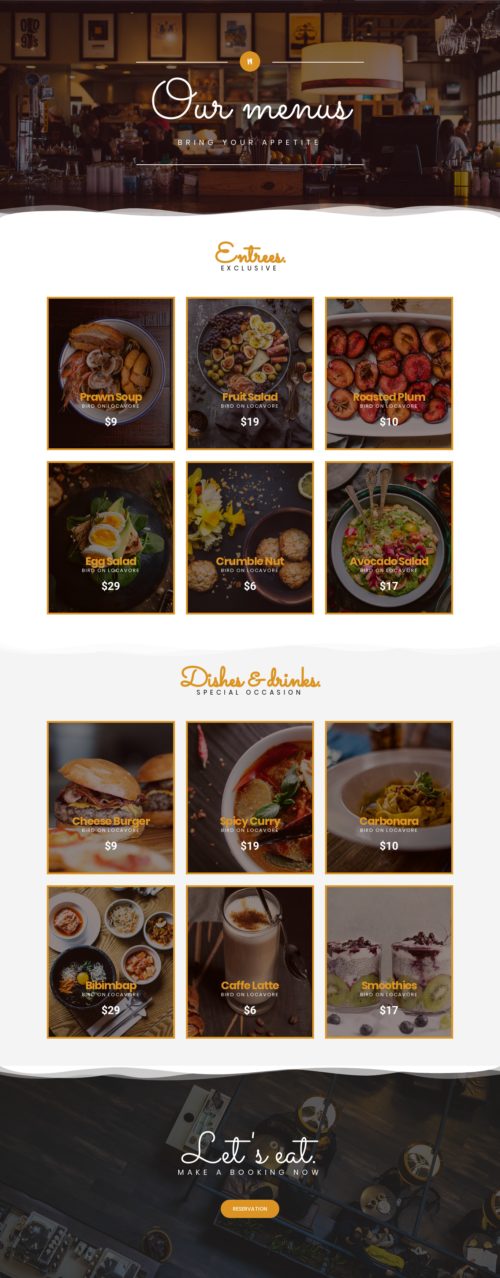 Our menus
BRING YOUR APPETITE
Entrees.
EXCLUSIVE
Prawn Soup
BIRD ON LOCAVORE
$9
Fruit Salad
BIRD ON LOCAVORE
$19
Roasted Plum
BIRD ON LOCAVORE
$10
Egg Salad
BIRD ON LOCAVORE
$29
Crumble Nut
BIRD ON LOCAVORE
$6
Avocado Salad
BIRD ON LOCAVORE
$17
Dishes & drinks.
SPECIAL OCCASION
Cheese Burger
BIRD ON LOCAVORE
$9
Spicy Curry
BIRD ON LOCAVORE
$19
Carbonara
BIRD ON LOCAVORE
$10
Bibimbap
BIRD ON LOCAVORE
$29
Caffe Latte
BIRD ON LOCAVORE
$6
Smoothies
BIRD ON LOCAVORE
$17
Let's eat.
MAKE A BOOKING NOW
RESERVATION